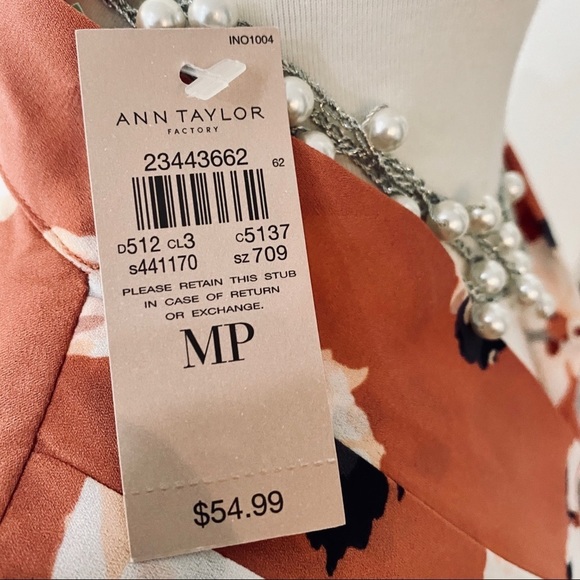 INO1004
ANN TAYLOR
FACTORY
23443662 62
D512 CL3 C5137
S441170 SZ709
PLEASE RETAIN THIS STUB
IN CASE OF RETURN
OR EXCHANGE.
MP
$54.99